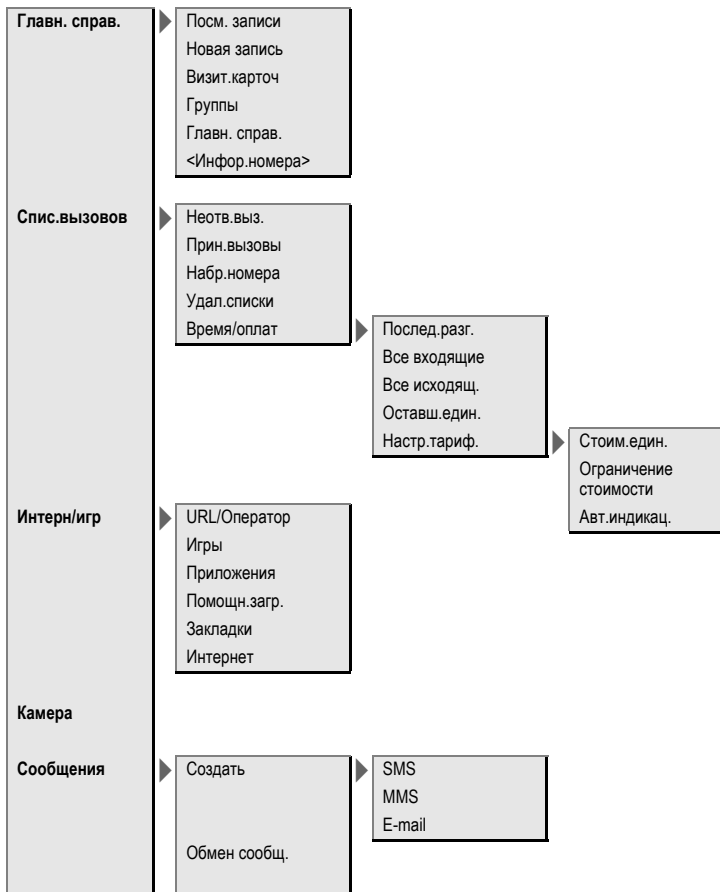 Главн. справ.
Посм. записи
Новая запись
Визит.карточ
Группы
Главн. справ.
<Инфор.номера>
Спис.вызовов
Неотв.выз.
Прин.вызовы
Набр.номера
Удал.списки
Время/оплат
Послед.разг.
Все входящие
Все исходящ.
Оставш.един.
Настр.тариф.
Стоим.един.
Ограничение
стоимости
Авт.индикац.
Интерн/игр
URL/Оператор
Игры
Приложения
Помощн.загр.
Закладки
Интернет
Камера
Сообщения
Создать
SMS
MMS
E-mail
Обмен сообщ.